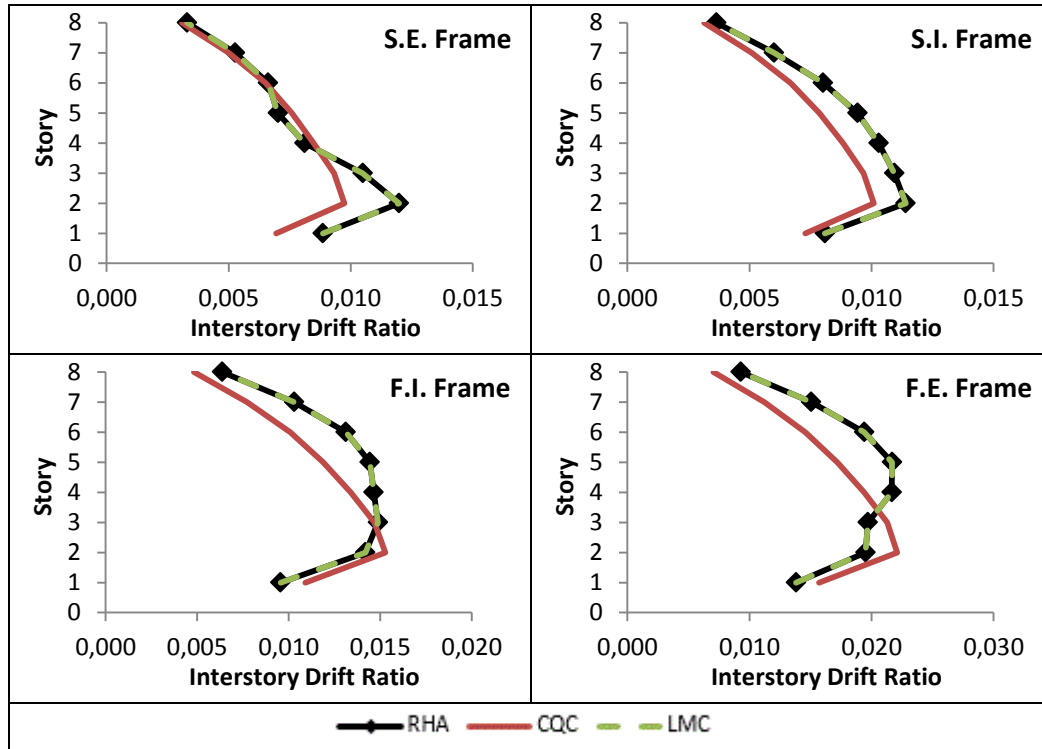 S.E. Frame
8
7
6
5
4
3
2
1
0
Story
0,000 0,005 0,010 0,015
Interstory Drift Ratio
S.I. Frame
8
7
6
5
4
3
2
1
0
Story
0,000 0,005 0,010 0,015
Interstory Drift Ratio
F.I. Frame
8
7
6
5
4
3
2
1
0
Story
0,000 0,005 0,010 0,015 0,020
Interstory Drift Ratio
F.E. Frame
8
7
6
5
4
3
2
1
0
Story
0,000 0,010 0,020 0,030
Interstory Drift Ratio
RHA CQC LMC